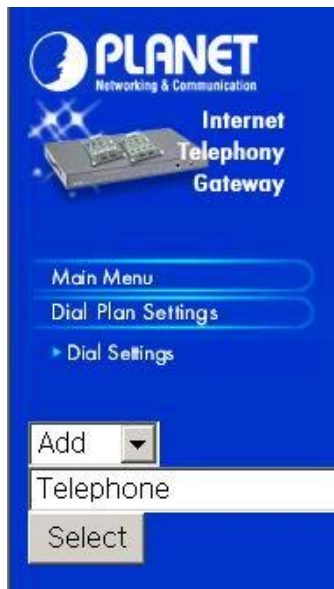 PLANET
Networking & Communication
Internet
Telephony
Gateway
Main Menu
Dial Plan Settings
Dial Settings
Add
Telephone
Select